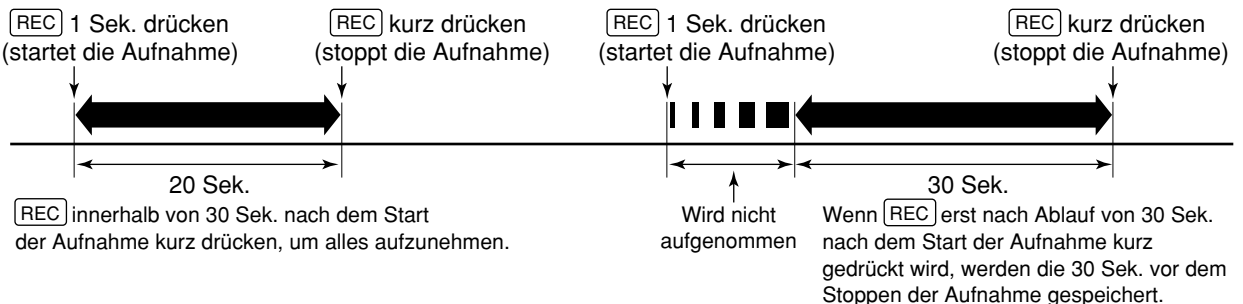 REC 1 Sek. drücken
(startet die Aufnahme)
REC kurz drücken
(stoppt die Aufnahme)
REC 1 Sek. drücken
(startet die Aufnahme)
REC kurz drücken
(stoppt die Aufnahme)
20 Sek.
REC innerhalb von 30 Sek. nach dem Start
der Aufnahme kurz drücken, um alles aufzunehmen.
Wird nicht
aufgenommen
30 Sek.
Wenn REC erst nach Ablauf von 30 Sek.
nach dem Start der Aufnahme kurz
gedrückt wird, werden die 30 Sek. vor dem
Stoppen der Aufnahme gespeichert.